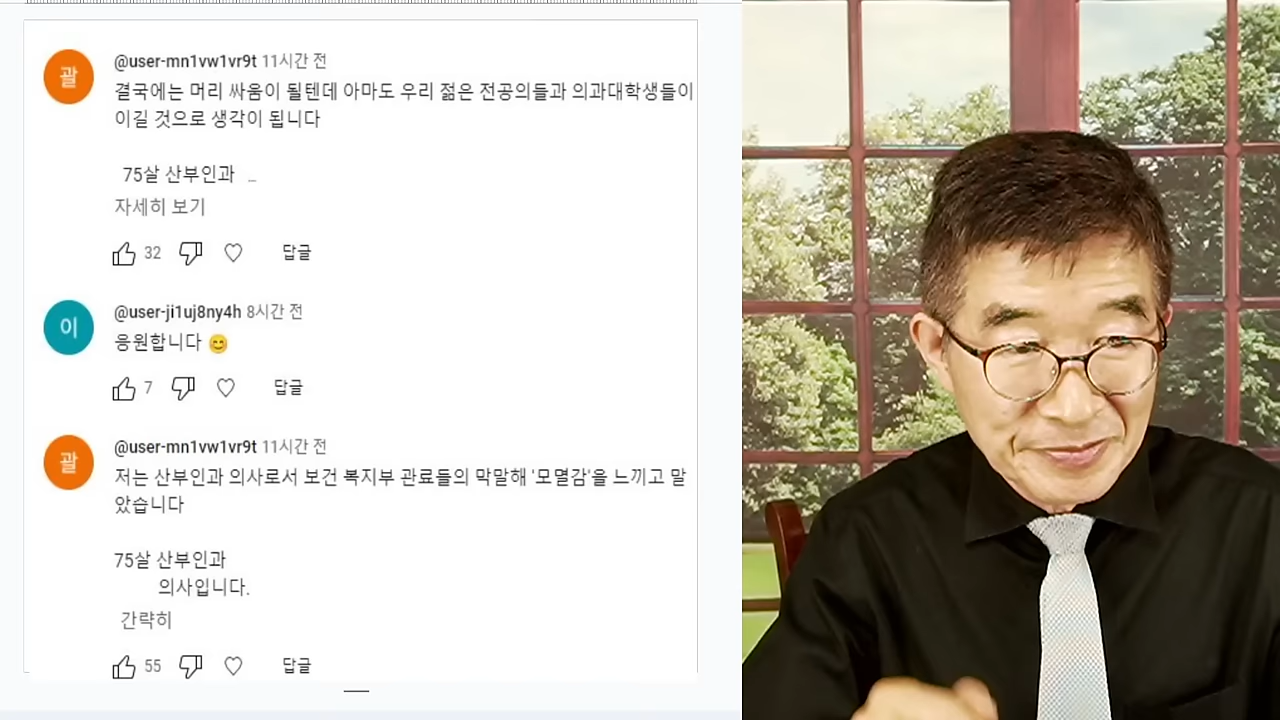 괄
@user-mn1vw1vr9t 11시간 전
결국에는 머리 싸움이 될텐데 아마도 우리 젊은 전공의들과 의과대학생들이
이길 것으로 생각이 됩니다
75살 산부인과 ...
자세히 보기
32 답글
이
@user-ji1uj8ny4h 8시간 전
응원합니다 😊
7 답글
괄
@user-mn1vw1vr9t 11시간 전
저는 산부인과 의사로서 보건 복지부 관료들의 막말해 '모멸감'을 느끼고 말
았습니다
75살 산부인과
의사입니다.
간략히
55 답글